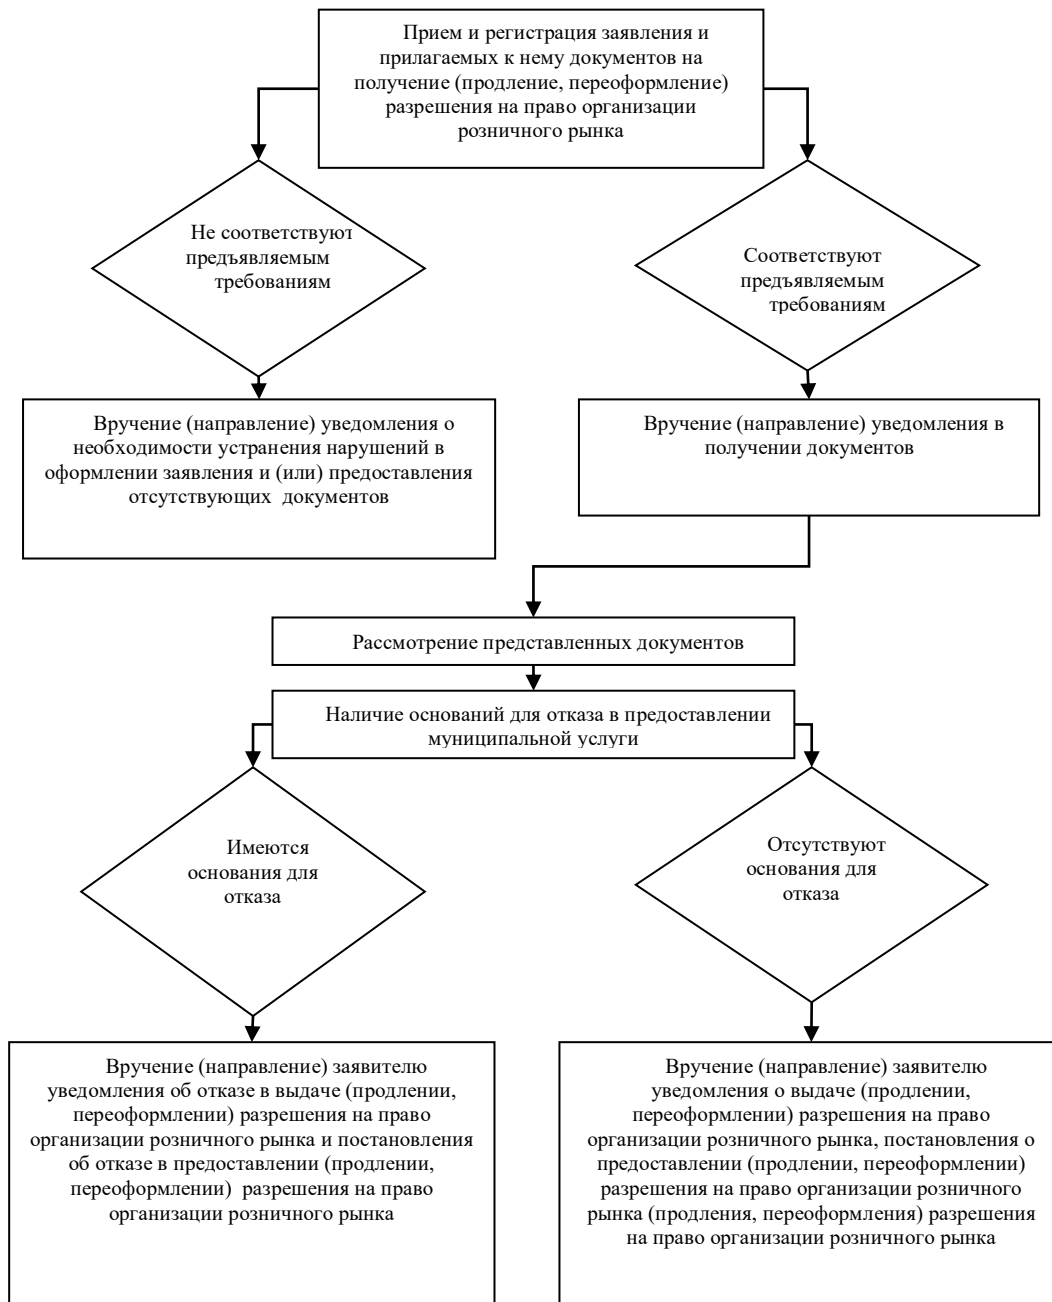 Прием и регистрация заявления и
прилагаемых к нему документов на
получение (продление, переоформление)
разрешения на право организации
розничного рынка
Не соответствуют
предъявляемым
требованиям
Соответствуют
предъявляемым
требованиям
Вручение (направление) уведомления о
необходимости устранения нарушений в
оформлении заявления и (или) предоставления
отсутствующих документов
Вручение (направление) уведомления в
получении документов
Рассмотрение представленных документов
Наличие оснований для отказа в предоставлении
муниципальной услуги
Имеются
основания для
отказа
Отсутствуют
основания для
отказа
Вручение (направление) заявителю
уведомления об отказе в выдаче (продлении,
переоформлении) разрешения на право
организации розничного рынка и постановления
об отказе в предоставлении (продлении,
переоформлении) разрешения на право
организации розничного рынка
Вручение (направление) заявителю
уведомления о выдаче (продлении,
переоформлении) разрешения на право
организации розничного рынка, постановления о
предоставлении (продлении, переоформлении)
разрешения на право организации розничного
рынка (продления, переоформления) разрешения
на право организации розничного рынка